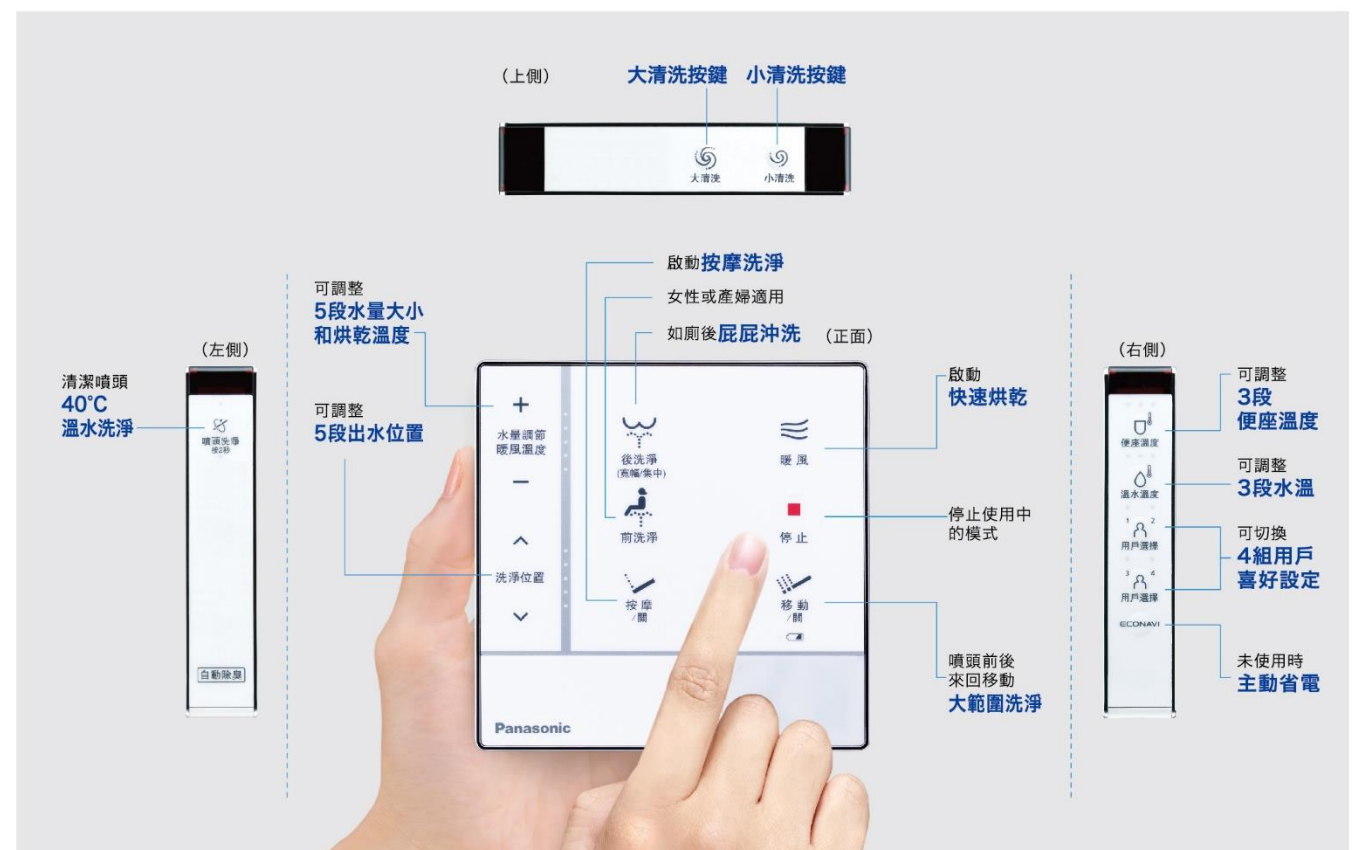 （上側）
大清洗按鍵
小清洗按鍵
大清洗
小清洗
（左側）
清潔噴頭
40°C
溫水洗淨
噴頭洗淨
按2秒
自動除臭
可調整
5段水量大小
和烘乾溫度
可調整
5段出水位置
啟動按摩洗淨
女性或產婦適用
如廁後屁屁沖洗
（正面）
+
水量調節
暖風溫度
−
洗淨位置
後洗淨
(寬幅/集中)
前洗淨
按摩
/關
暖風
停止
移動
/關
Panasonic
啟動
快速烘乾
停止使用中
的模式
噴頭前後
來回移動
大範圍洗淨
（右側）
便座溫度
溫水溫度
1 2
用戶選擇
3 4
用戶選擇
ECONAVI
可調整
3段
便座溫度
可調整
3段水溫
可切換
4組用戶
喜好設定
未使用時
主動省電